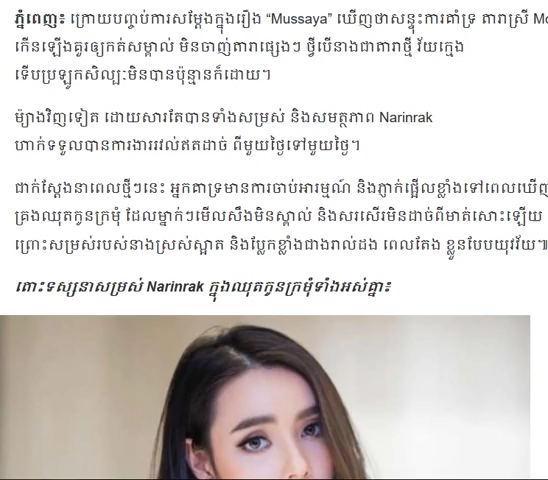 ភ្នំពេញ៖ ក្រោយបញ្ចប់ការសម្ដែងក្នុងរឿង “Mussaya” ឃើញថាសន្ទុះការគាំទ្រ តារាស្រី Mo
កើនឡើងគួរឲ្យកត់សម្គាល់ មិនចាញ់តារាផ្សេងៗ ថ្វីបើនាងជាតារាថ្មី វ័យក្មេង
ទើបប្រឡូកសិល្បៈមិនបានប៉ុន្មានក៏ដោយ។
ម៉្យាងវិញទៀត ដោយសារតែបានទាំងសម្រស់ និងសមត្ថភាព Narinrak
ហាក់ទទួលបានការងាររវល់ឥតដាច់ ពីមួយថ្ងៃទៅមួយថ្ងៃ។
ជាក់ស្ដែងនាពេលថ្មីៗនេះ អ្នកគាទ្រមានការចាប់អារម្មណ៍ និងភ្ញាក់ផ្អើលខ្លាំងទៅពេលឃើញ
គ្រងឈុតកូនក្រមុំ ដែលម្នាក់ៗមើលសឹងមិនស្គាល់ និងសរសើរមិនដាច់ពីមាត់សោះឡើយ
ព្រោះសម្រស់របស់នាងស្រស់ស្អាត និងប្លែកខ្លាំងជាងរាល់ដង ពេលតែង ខ្លួនបែបយុវវ័យ៕
តោះទស្សនាសម្រស់ Narinrak ក្នុងឈុតកូនក្រមុំទាំងអស់គ្នា៖